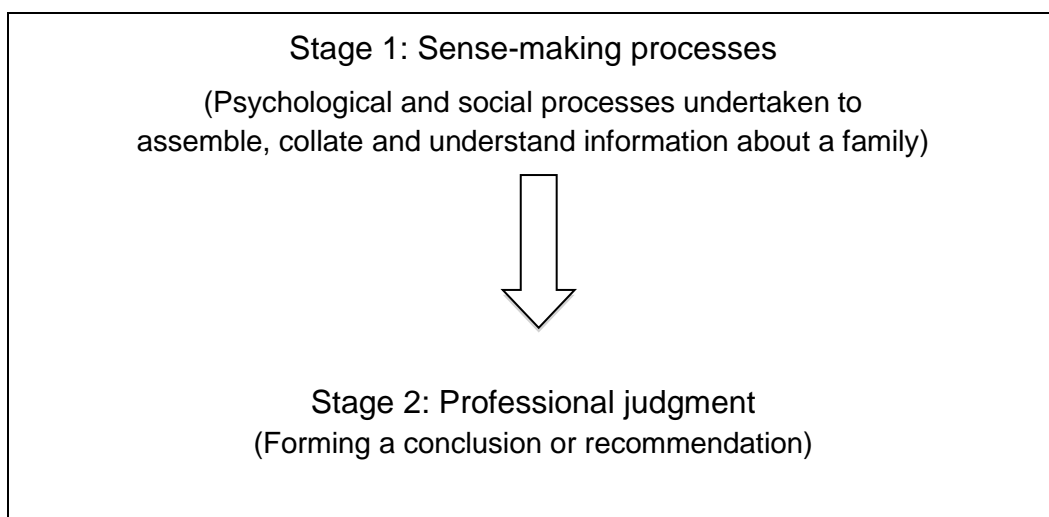 Stage 1: Sense-making processes
(Psychological and social processes undertaken to
assemble, collate and understand information about a family)
Stage 2: Professional judgment
(Forming a conclusion or recommendation)